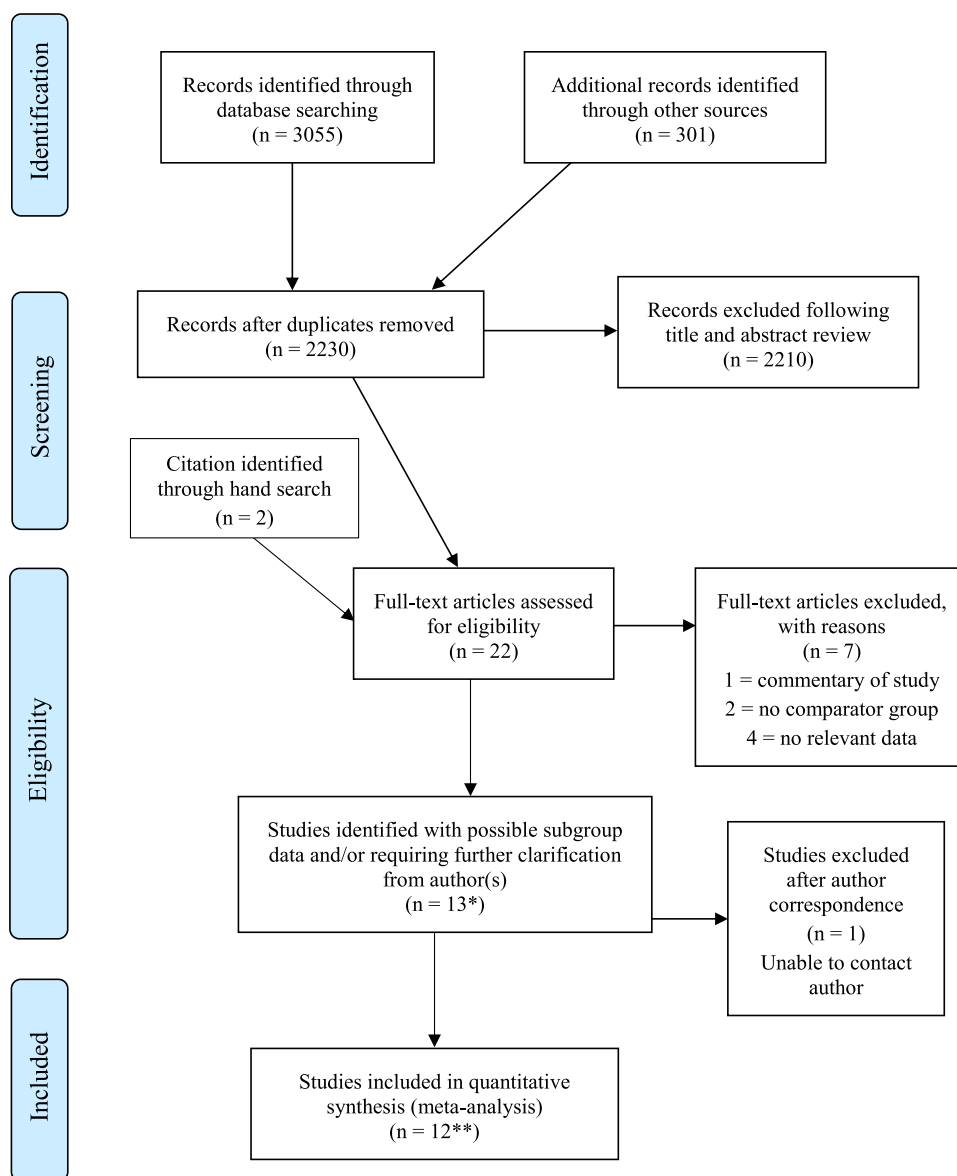 Identification
Records identified through
database searching
(n = 3055)
Additional records identified
through other sources
(n = 301)
Screening
Records after duplicates removed
(n = 2230)
Records excluded following
title and abstract review
(n = 2210)
Citation identified
through hand search
(n = 2)
Eligibility
Full-text articles assessed
for eligibility
(n = 22)
Full-text articles excluded,
with reasons
(n = 7)
1 = commentary of study
2 = no comparator group
4 = no relevant data
Studies identified with possible subgroup
data and/or requiring further clarification
from author(s)
(n = 13*)
Studies excluded
after author
correspondence
(n = 1)
Unable to contact
author
Included
Studies included in quantitative
synthesis (meta-analysis)
(n = 12**)